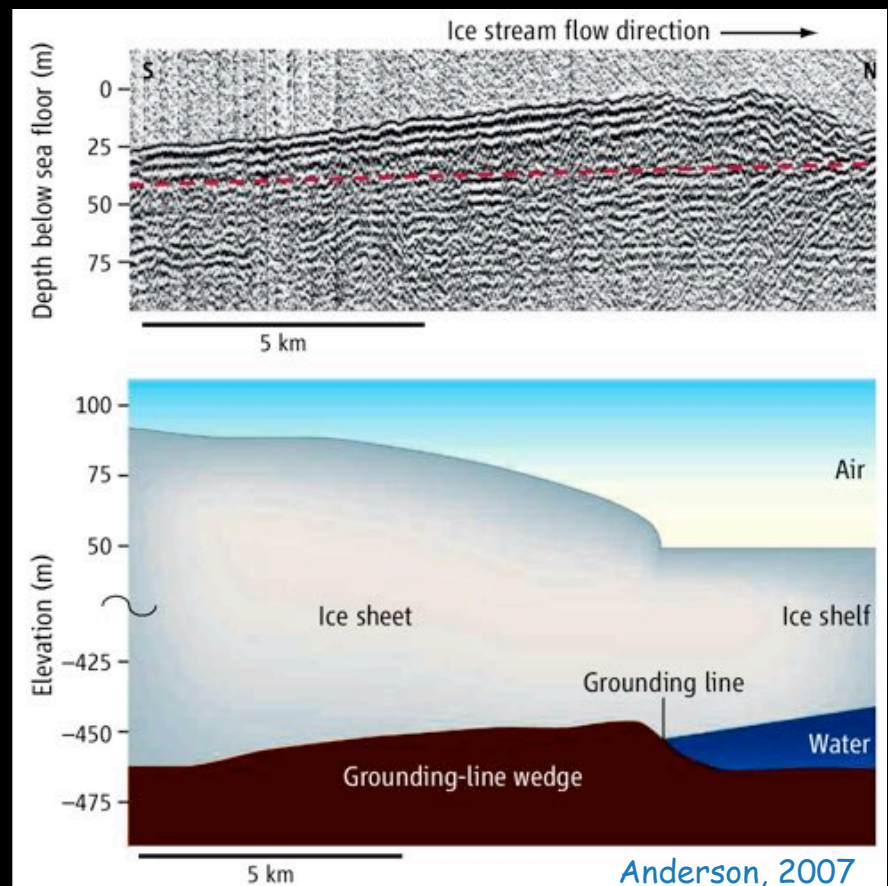 Ice stream flow direction
S
N
Depth below sea floor (m)
0
25
50
75
5 km
100
75
50
−425
−450
−475
Elevation (m)
Air
Ice sheet
Ice shelf
Grounding line
Water
Grounding-line wedge
5 km
Anderson, 2007